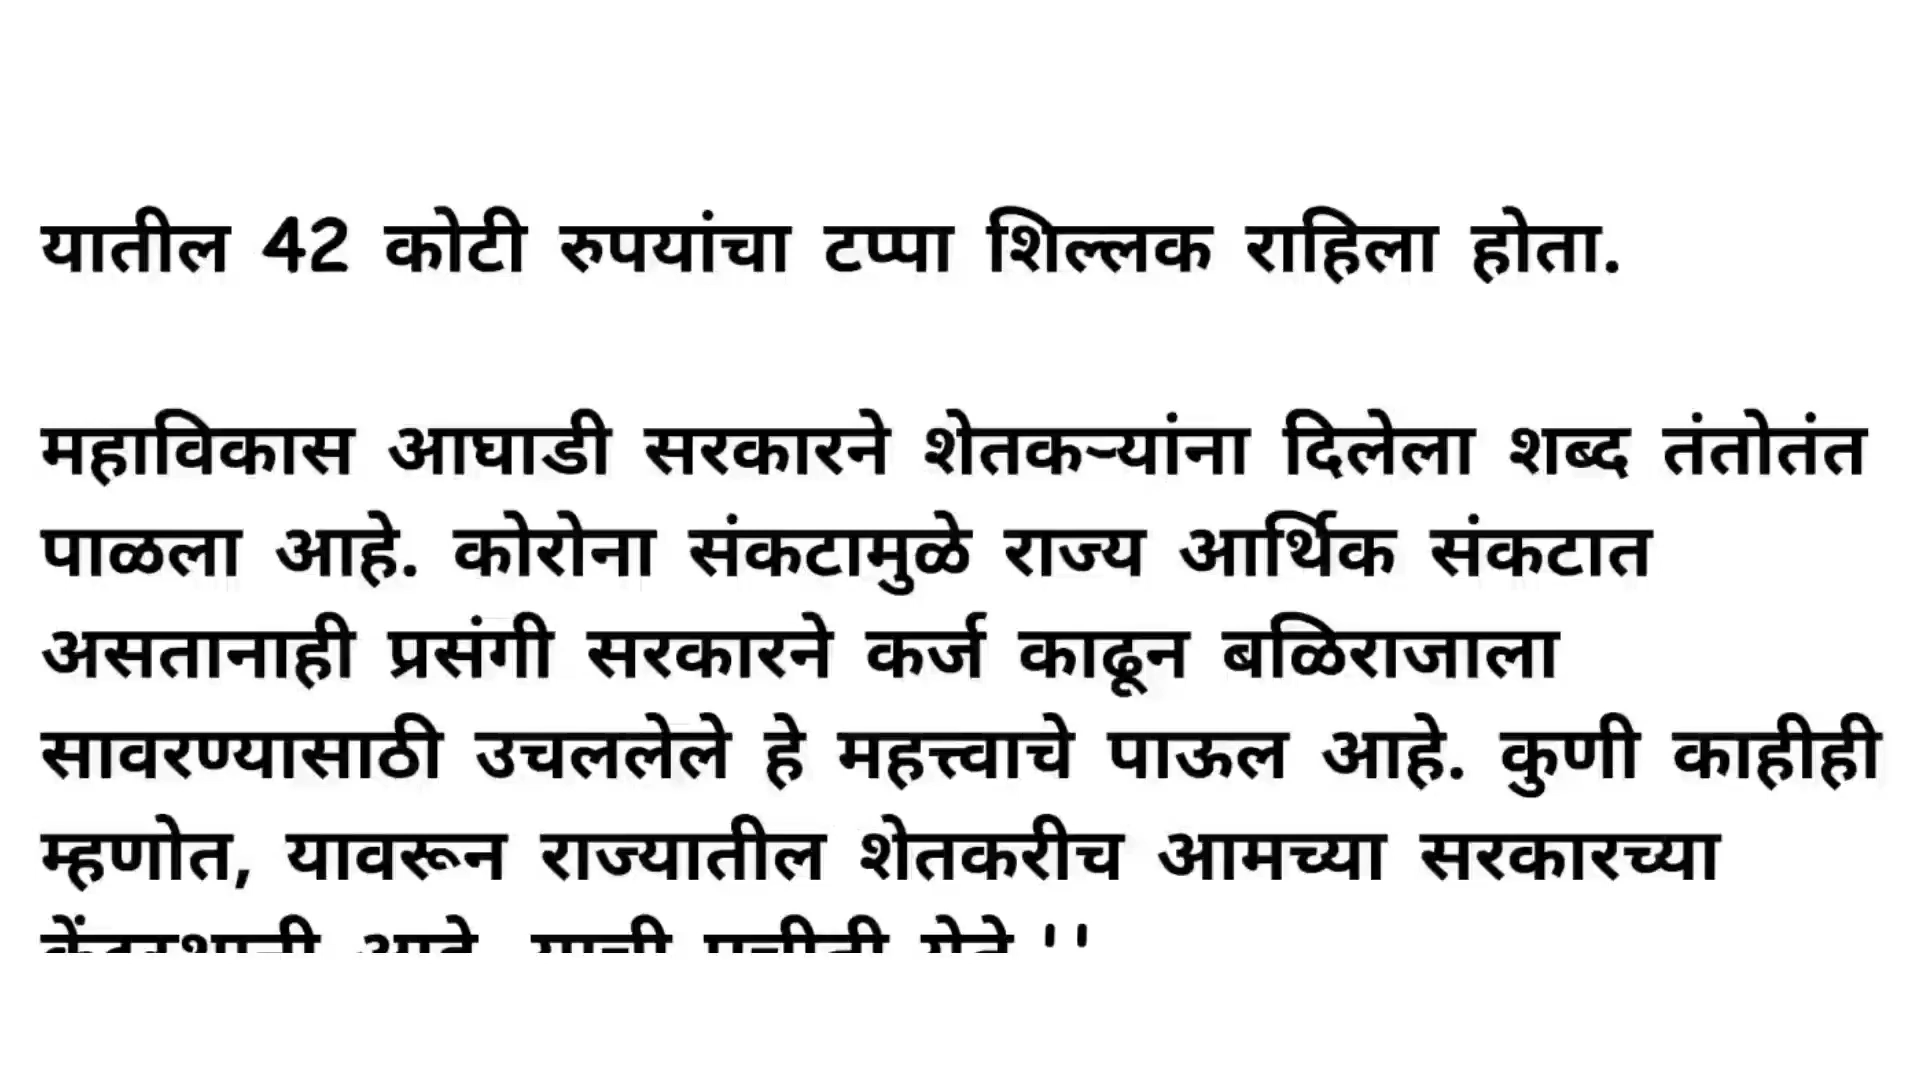 यातील 42 कोटी रुपयांचा टप्पा शिल्लक राहिला होता.
महाविकास आघाडी सरकारने शेतकऱ्यांना दिलेला शब्द तंतोतंत
पाळला आहे. कोरोना संकटामुळे राज्य आर्थिक संकटात
असतानाही प्रसंगी सरकारने कर्ज काढून बळिराजाला
सावरण्यासाठी उचललेले हे महत्त्वाचे पाऊल आहे. कुणी काहीही
म्हणोत, यावरून राज्यातील शेतकरीच आमच्या सरकारच्या